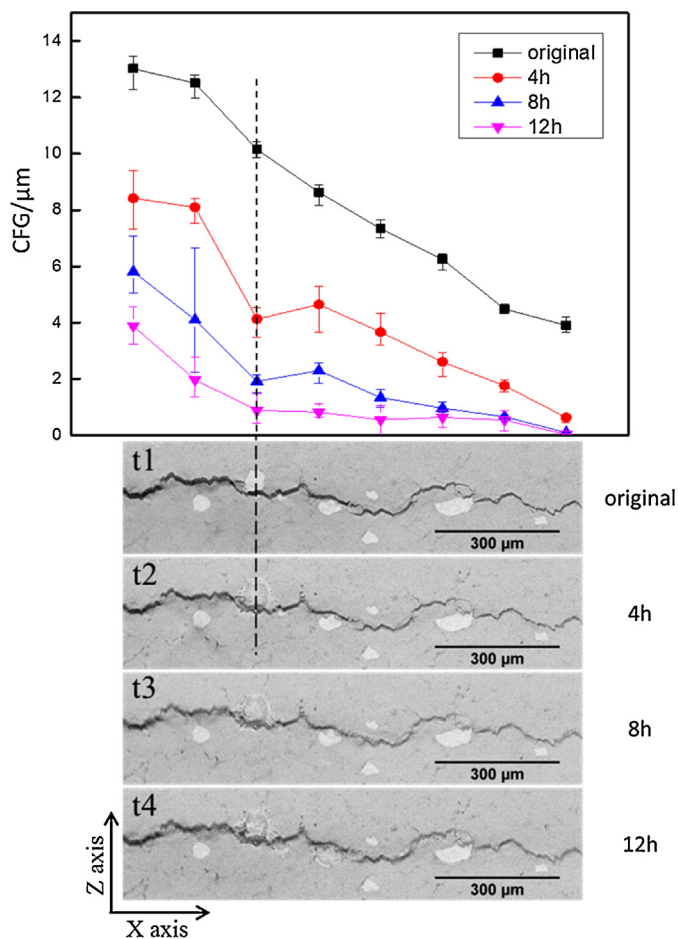 14
12
10
8
6
4
2
0
CFG/μm
original
4h
8h
12h
t1
300 μm
original
t2
300 μm
4h
t3
300 μm
8h
t4
300 μm
12h
Z axis
X axis